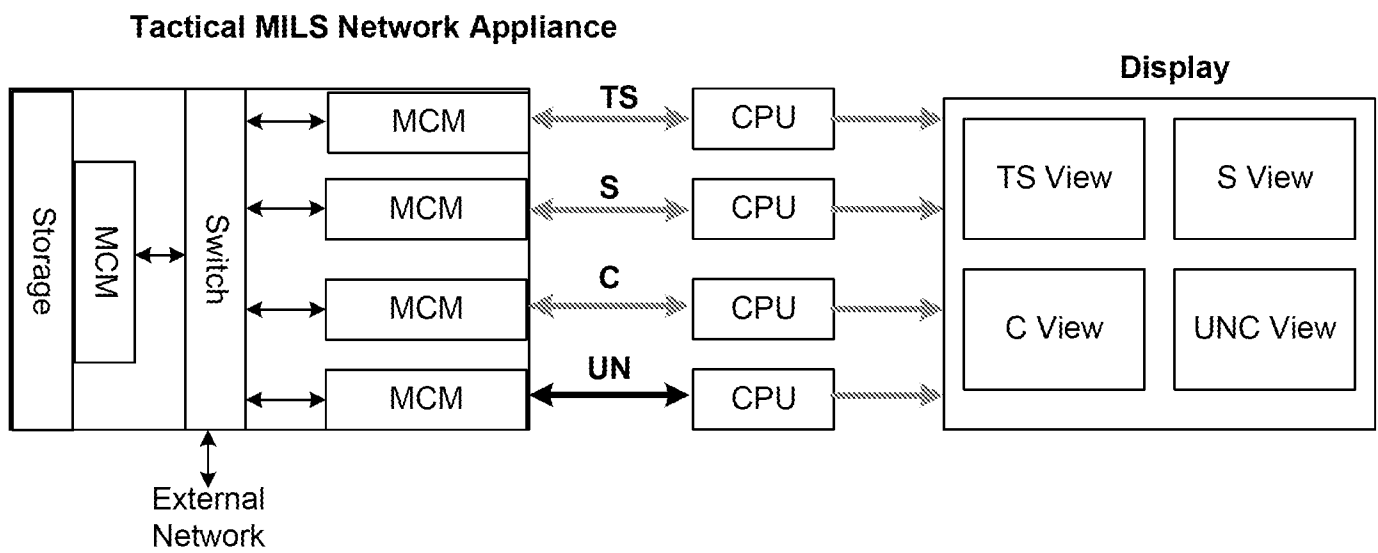 Tactical MILS Network Appliance
Display
Storage
MCM
Switch
MCM
TS
CPU
MCM
S
CPU
MCM
C
CPU
MCM
UN
CPU
TS View
S View
C View
UNC View
External
Network